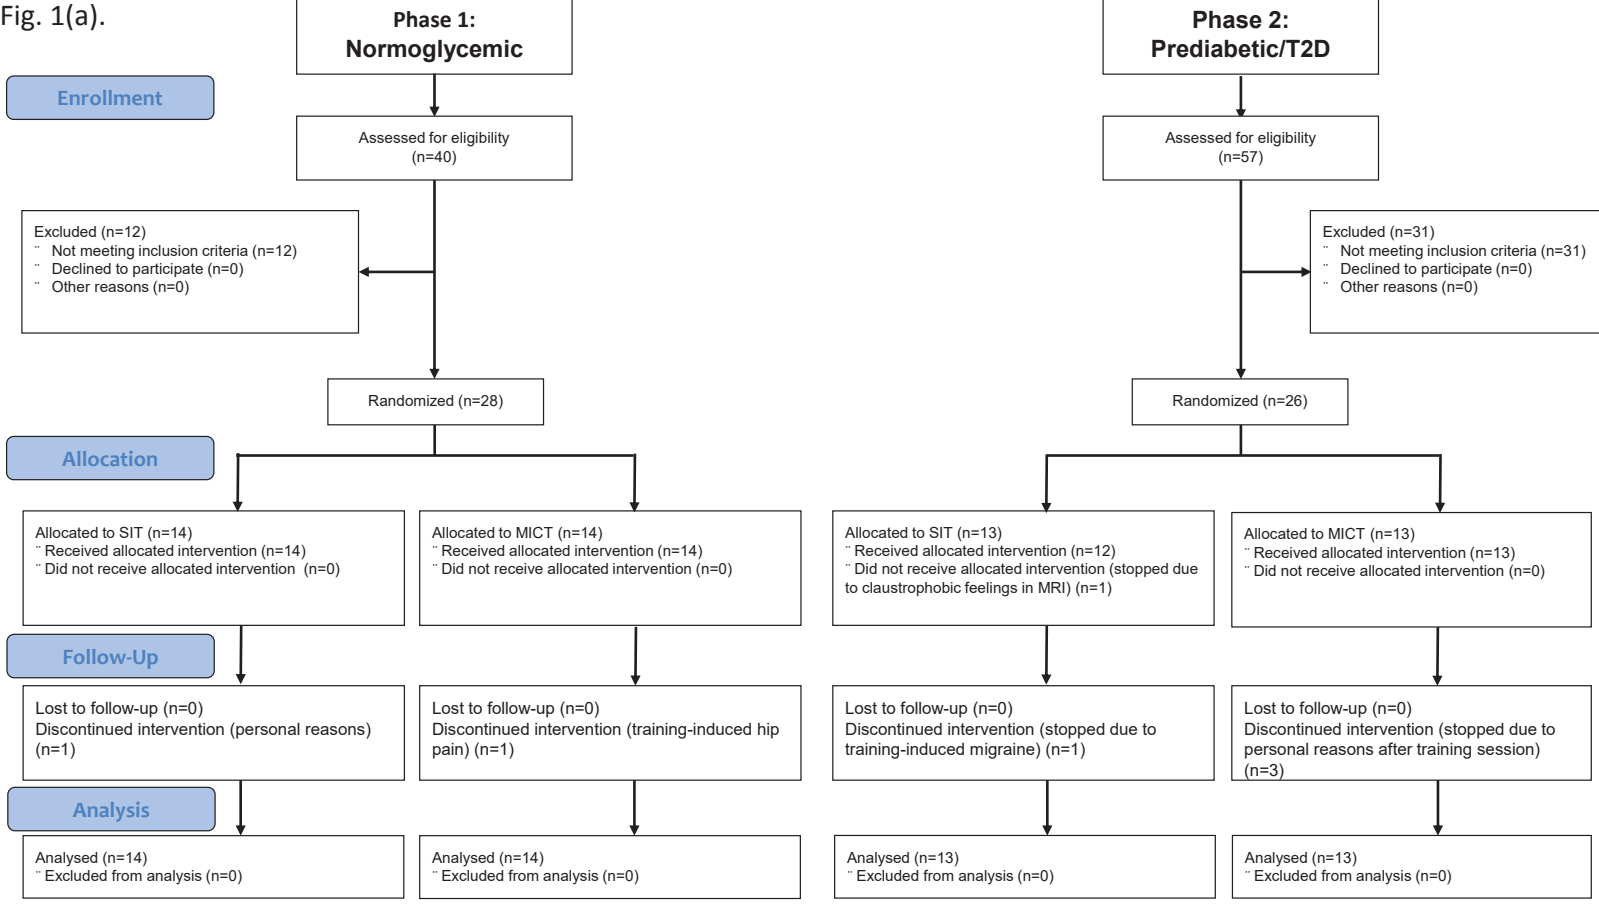 Fig. 1(a).
Phase 1:
Normoglycemic
Phase 2:
Prediabetic/T2D
Enrollment
Assessed for eligibility
(n=40)
Assessed for eligibility
(n=57)
Excluded (n=12)
¨ Not meeting inclusion criteria (n=12)
¨ Declined to participate (n=0)
¨ Other reasons (n=0)
Excluded (n=31)
¨ Not meeting inclusion criteria (n=31)
¨ Declined to participate (n=0)
¨ Other reasons (n=0)
Randomized (n=28)
Randomized (n=26)
Allocation
Allocated to SIT (n=14)
¨ Received allocated intervention (n=14)
¨ Did not receive allocated intervention (n=0)
Allocated to MICT (n=14)
¨ Received allocated intervention (n=14)
¨ Did not receive allocated intervention (n=0)
Allocated to SIT (n=13)
¨ Received allocated intervention (n=12)
¨ Did not receive allocated intervention (stopped due
to claustrophobic feelings in MRI) (n=1)
Allocated to MICT (n=13)
¨ Received allocated intervention (n=13)
¨ Did not receive allocated intervention (n=0)
Follow-Up
Lost to follow-up (n=0)
Discontinued intervention (personal reasons)
(n=1)
Lost to follow-up (n=0)
Discontinued intervention (training-induced hip
pain) (n=1)
Lost to follow-up (n=0)
Discontinued intervention (stopped due to
training-induced migraine) (n=1)
Lost to follow-up (n=0)
Discontinued intervention (stopped due to
personal reasons after training session)
(n=3)
Analysis
Analysed (n=14)
¨ Excluded from analysis (n=0)
Analysed (n=14)
¨ Excluded from analysis (n=0)
Analysed (n=13)
¨ Excluded from analysis (n=0)
Analysed (n=13)
¨ Excluded from analysis (n=0)